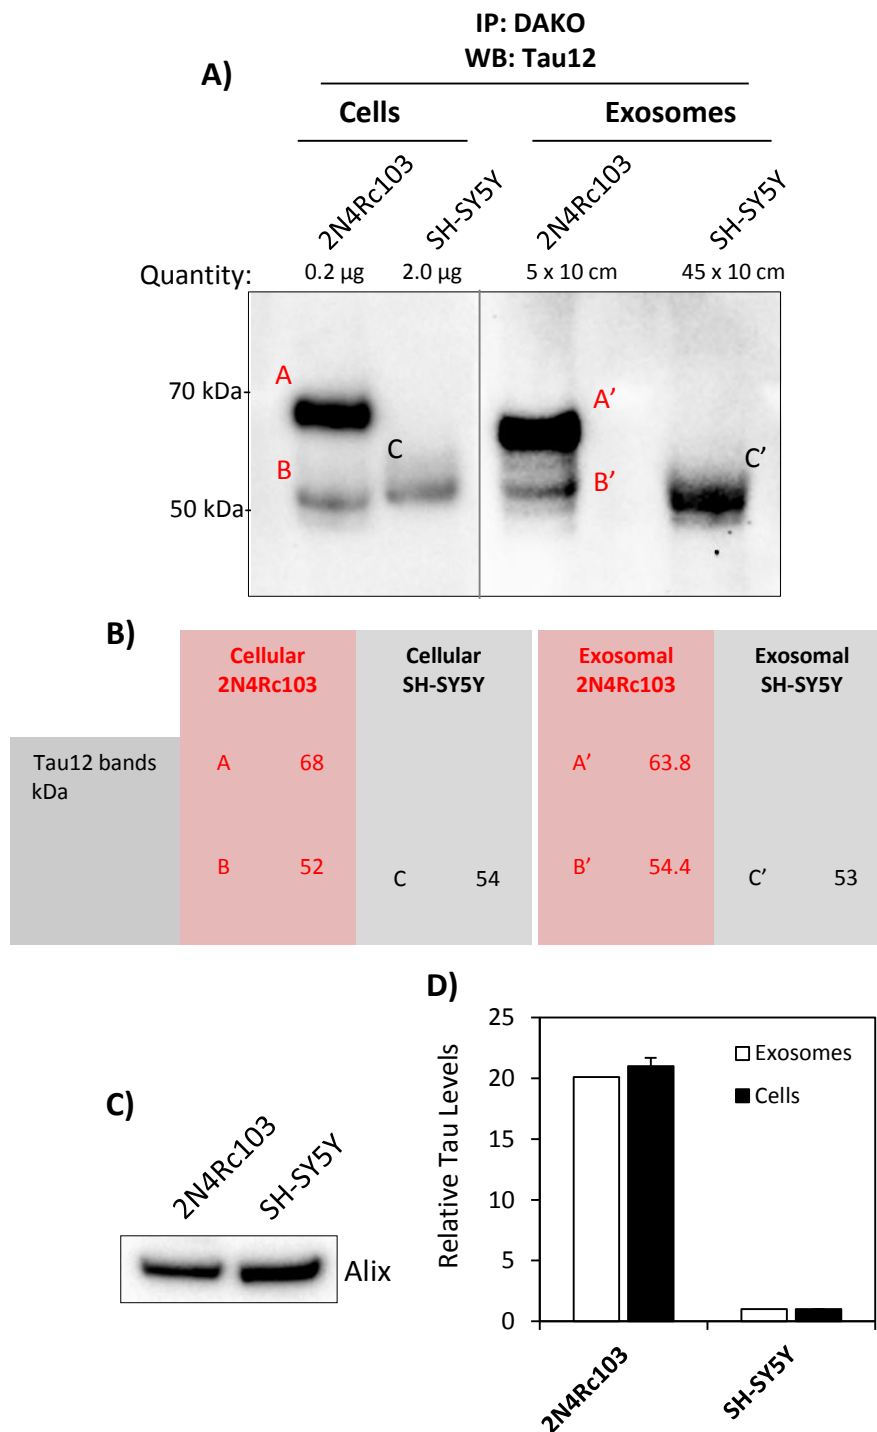 IP: DAKO
WB: Tau12
A)
Cells
Exosomes
2N4Rc103
SH-SY5Y
2N4Rc103
SH-SY5Y
Quantity:
0.2 µg
2.0 µg
5 x 10 cm
45 x 10 cm
70 kDa-
50 kDa-
A
B
C
A’
B’
C’
B)
Cellular
2N4Rc103
Cellular
SH-SY5Y
Exosomal
2N4Rc103
Exosomal
SH-SY5Y
Tau12 bands
kDa
A 68
A’ 63.8
B 52
C 54
B’ 54.4
C’ 53
C)
2N4Rc103
SH-SY5Y
Alix
D)
Relative Tau Levels
25
20
15
10
5
0
Exosomes
Cells
2N4Rc103
SH-SY5Y